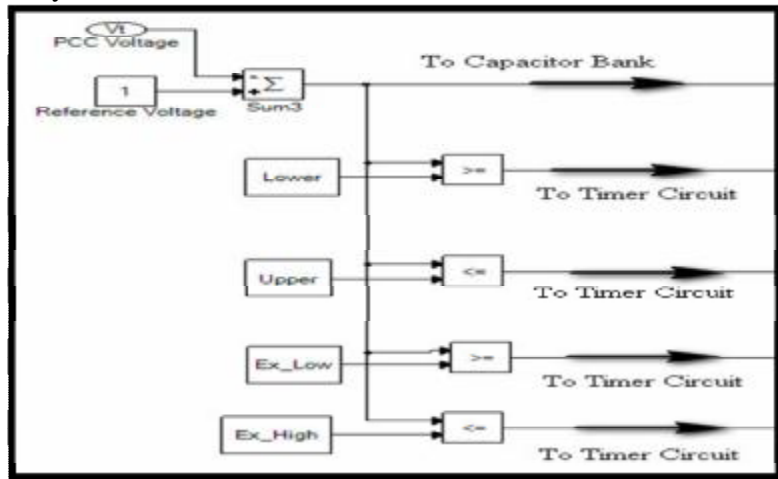 Vt
PCC Voltage
1
Reference Voltage
-
+
Σ
Sum3
To Capacitor Bank
Lower
>=
To Timer Circuit
Upper
<=
To Timer Circuit
Ex_Low
>=
To Timer Circuit
Ex_High
<=
To Timer Circuit